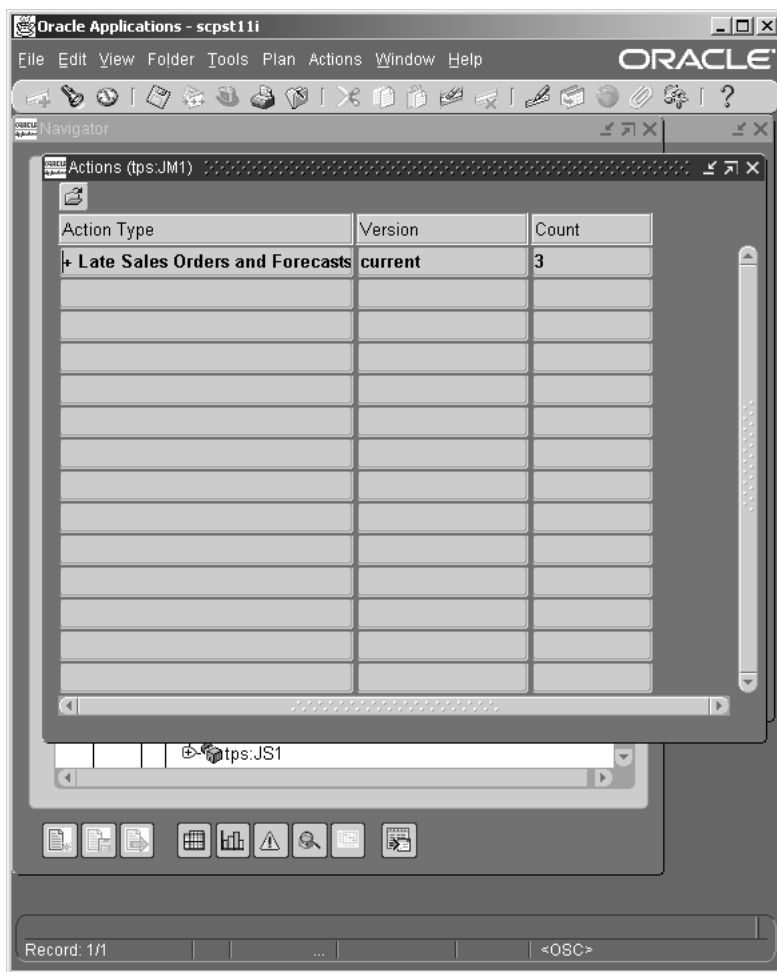 Oracle Applications - scpst11i
File Edit View Folder Tools Plan Actions Window Help
ORACLE
Navigator
Actions (tps:JM1)
Action Type Version Count
+ Late Sales Orders and Forecasts current 3
tps:JS1
Record: 1/1 ... <OSC>